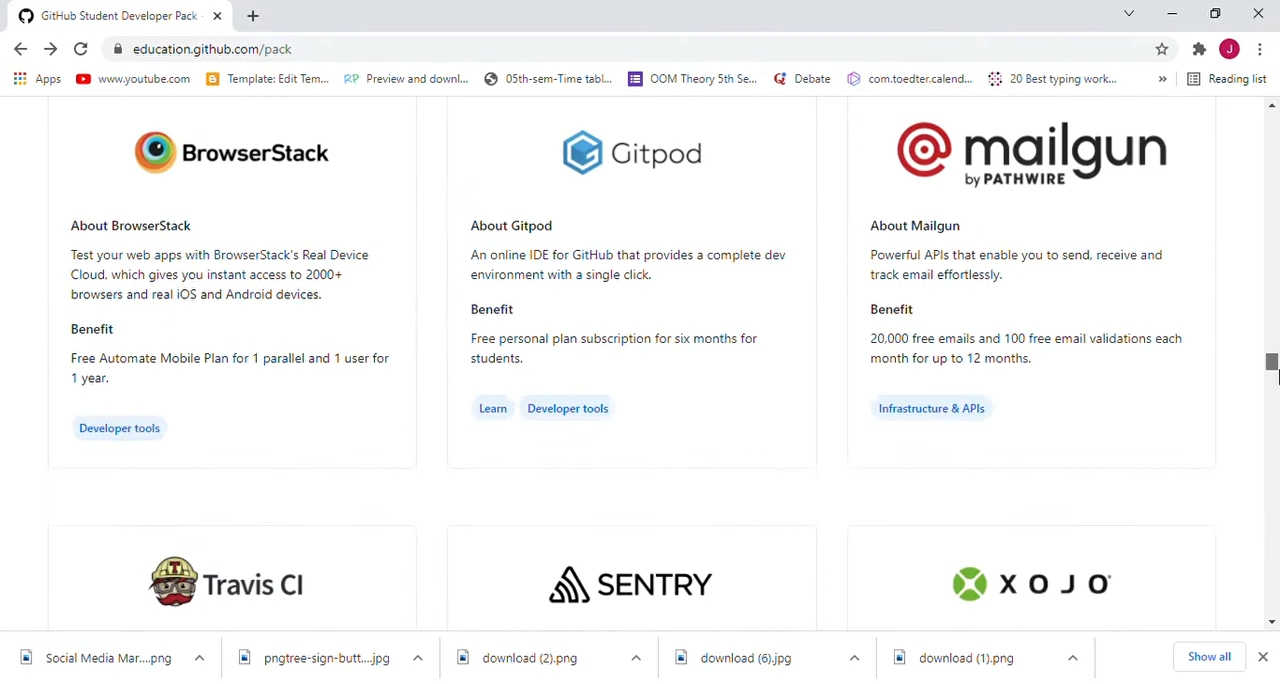 GitHub Student Developer Pack -
education.github.com/pack
J
Apps
www.youtube.com
Template: Edit Tem...
RP
Preview and downl...
05th-sem-Time tabl...
OOM Theory 5th Se...
Debate
com.toedter.calend...
20 Best typing work...
»
Reading list
BrowserStack
Gitpod
mailgun
by PATHWIRE
About BrowserStack
Test your web apps with BrowserStack's Real Device
Cloud, which gives you instant access to 2000+
browsers and real iOS and Android devices.
Benefit
Free Automate Mobile Plan for 1 parallel and 1 user for
1 year.
Developer tools
About Gitpod
An online IDE for GitHub that provides a complete dev
environment with a single click.
Benefit
Free personal plan subscription for six months for
students.
Learn
Developer tools
About Mailgun
Powerful APIs that enable you to send, receive and
track email effortlessly.
Benefit
20,000 free emails and 100 free email validations each
month for up to 12 months.
Infrastructure & APIs
T
Travis CI
SENTRY
XOJO®
Social Media Mar....png
pngtree-sign-butt....jpg
download (2).png
download (6).jpg
download (1).png
Show all